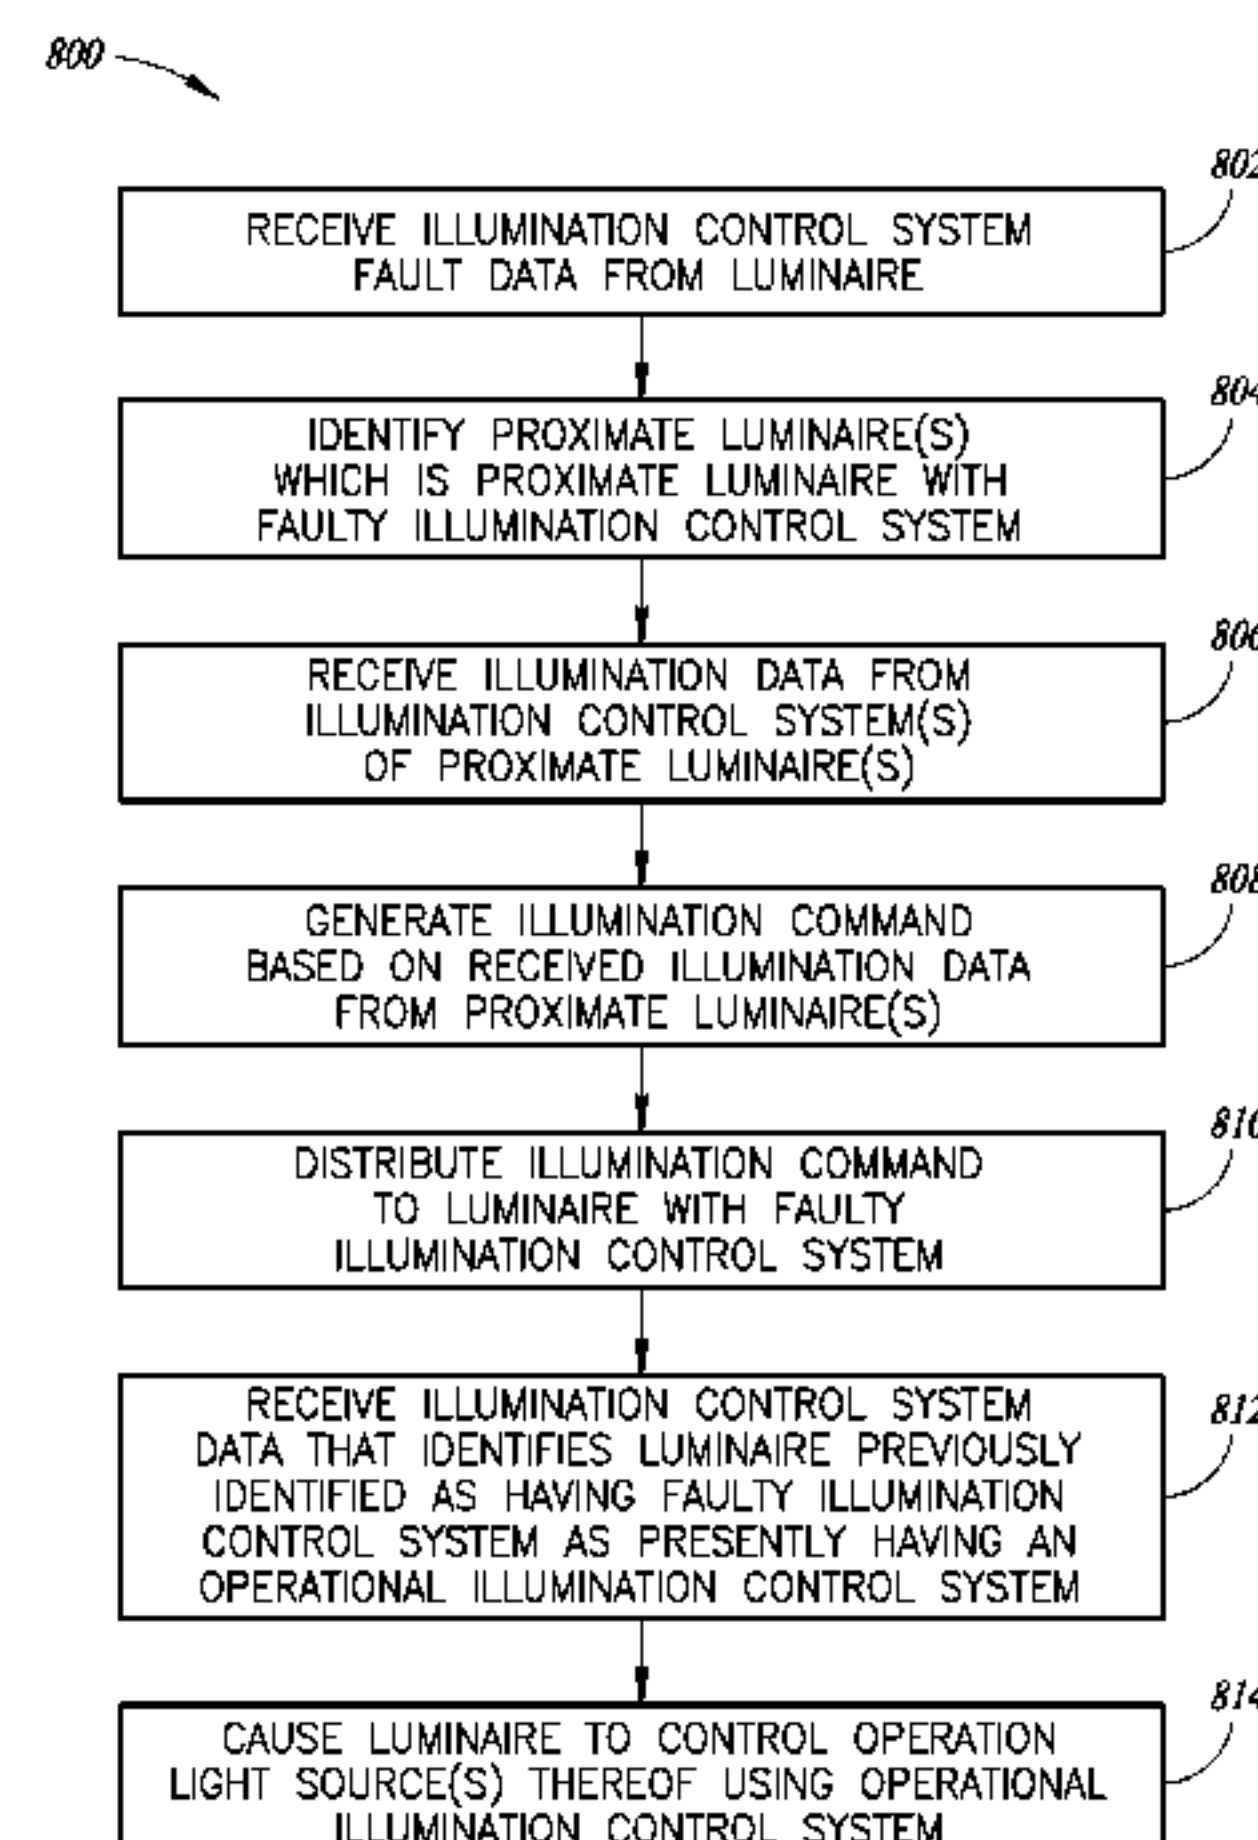 800
802
RECEIVE ILLUMINATION CONTROL SYSTEM
FAULT DATA FROM LUMINAIRE
804
IDENTIFY PROXIMATE LUMINAIRE(S)
WHICH IS PROXIMATE LUMINAIRE WITH
FAULTY ILLUMINATION CONTROL SYSTEM
806
RECEIVE ILLUMINATION DATA FROM
ILLUMINATION CONTROL SYSTEM(S)
OF PROXIMATE LUMINAIRE(S)
808
GENERATE ILLUMINATION COMMAND
BASED ON RECEIVED ILLUMINATION DATA
FROM PROXIMATE LUMINAIRE(S)
810
DISTRIBUTE ILLUMINATION COMMAND
TO LUMINAIRE WITH FAULTY
ILLUMINATION CONTROL SYSTEM
812
RECEIVE ILLUMINATION CONTROL SYSTEM
DATA THAT IDENTIFIES LUMINAIRE PREVIOUSLY
IDENTIFIED AS HAVING FAULTY ILLUMINATION
CONTROL SYSTEM AS PRESENTLY HAVING AN
OPERATIONAL ILLUMINATION CONTROL SYSTEM
814
CAUSE LUMINAIRE TO CONTROL OPERATION
LIGHT SOURCE(S) THEREOF USING OPERATIONAL
ILLUMINATION CONTROL SYSTEM